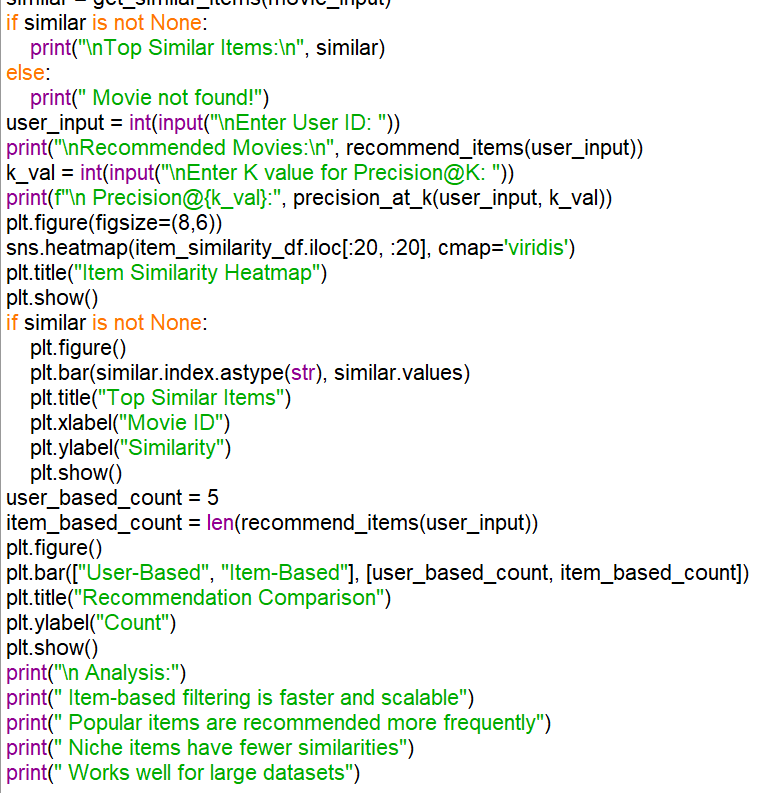 similar = get_similar_items(movie_input)
if similar is not None:
    print("\nTop Similar Items:\n", similar)
else:
    print(" Movie not found!")
user_input = int(input("\nEnter User ID: "))
print("\nRecommended Movies:\n", recommend_items(user_input))
k_val = int(input("\nEnter K value for Precision@K: "))
print(f"\n Precision@{k_val}:", precision_at_k(user_input, k_val))
plt.figure(figsize=(8,6))
sns.heatmap(item_similarity_df.iloc[:20, :20], cmap='viridis')
plt.title("Item Similarity Heatmap")
plt.show()
if similar is not None:
    plt.figure()
    plt.bar(similar.index.astype(str), similar.values)
    plt.title("Top Similar Items")
    plt.xlabel("Movie ID")
    plt.ylabel("Similarity")
    plt.show()
user_based_count = 5
item_based_count = len(recommend_items(user_input))
plt.figure()
plt.bar(["User-Based", "Item-Based"], [user_based_count, item_based_count])
plt.title("Recommendation Comparison")
plt.ylabel("Count")
plt.show()
print("\n Analysis:")
print(" Item-based filtering is faster and scalable")
print(" Popular items are recommended more frequently")
print(" Niche items have fewer similarities")
print(" Works well for large datasets")